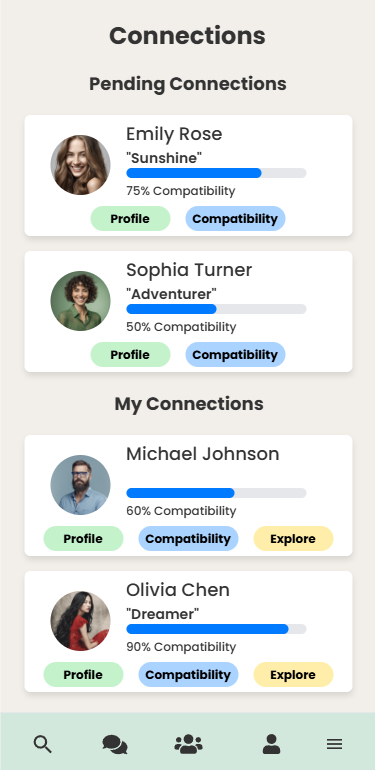 Connections
Pending Connections
Emily Rose
"Sunshine"
75% Compatibility
Profile
Compatibility
Sophia Turner
"Adventurer"
50% Compatibility
Profile
Compatibility
My Connections
Michael Johnson
60% Compatibility
Profile
Compatibility
Explore
Olivia Chen
"Dreamer"
90% Compatibility
Profile
Compatibility
Explore